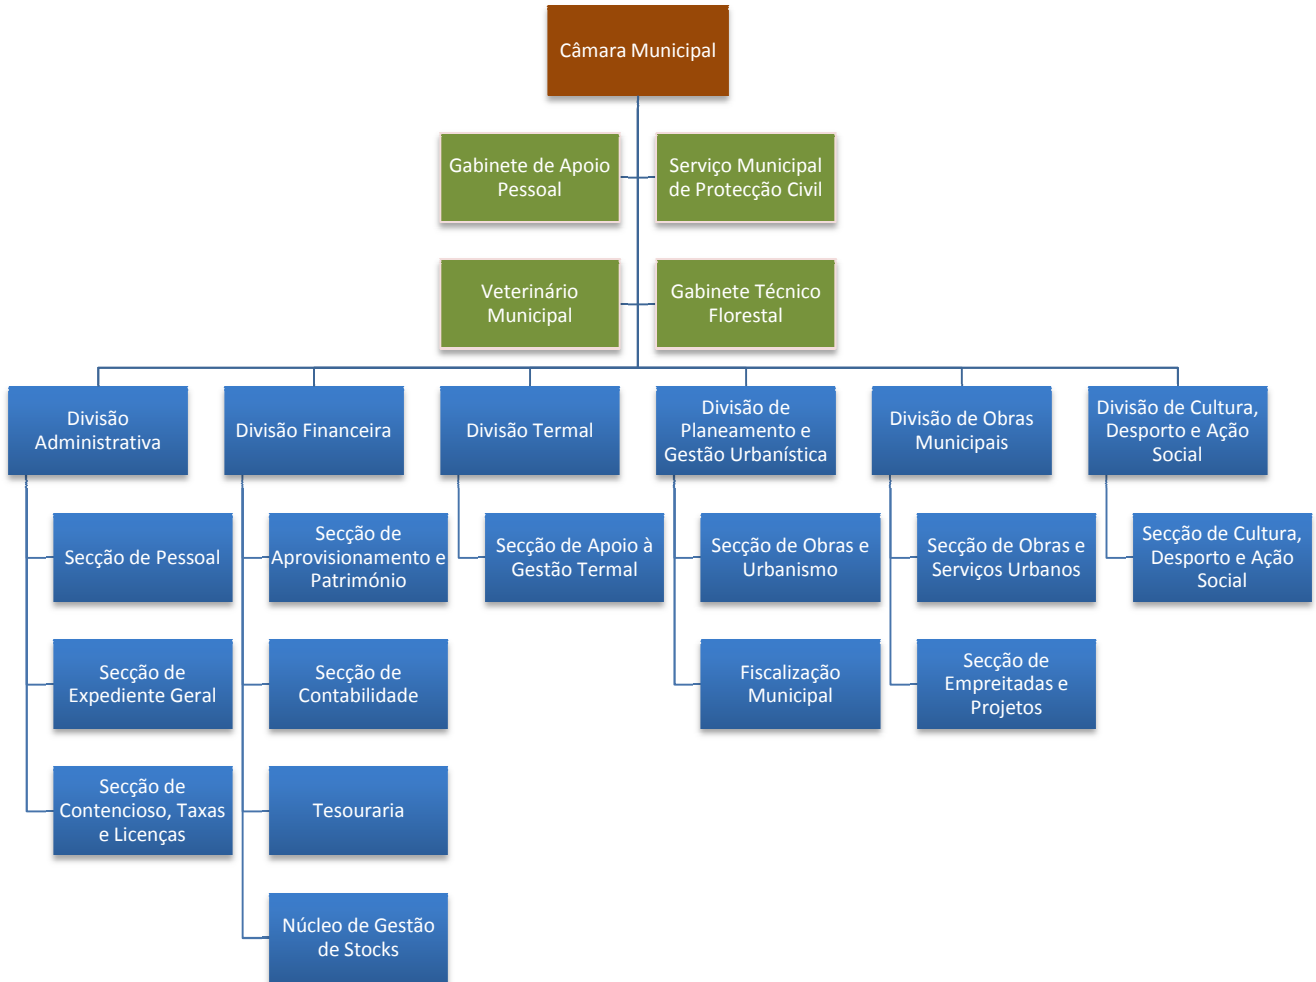 Câmara Municipal
Gabinete de Apoio
Pessoal
Serviço Municipal
de Protecção Civil
Veterinário
Municipal
Gabinete Técnico
Florestal
Divisão
Administrativa
Divisão Financeira
Divisão Termal
Divisão de
Planeamento e
Gestão Urbanística
Divisão de Obras
Municipais
Divisão de Cultura,
Desporto e Ação
Social
Secção de Pessoal
Secção de
Aprovisionamento e
Património
Secção de Apoio à
Gestão Termal
Secção de Obras e
Urbanismo
Secção de Obras e
Serviços Urbanos
Secção de Cultura,
Desporto e Ação
Social
Secção de
Expediente Geral
Secção de
Contabilidade
Fiscalização
Municipal
Secção de
Empreitadas e
Projetos
Secção de
Contencioso, Taxas
e Licenças
Tesouraria
Núcleo de Gestão
de Stocks